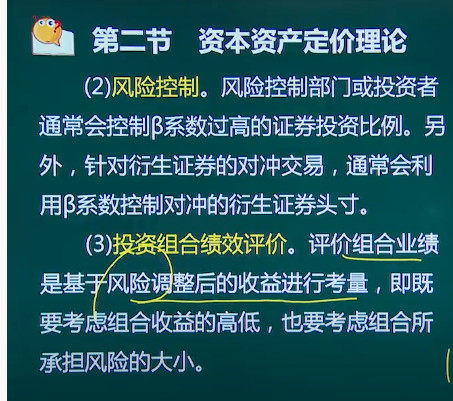 第二节 资本资产定价理论
(2)风险控制。风险控制部门或投资者
通常会控制β系数过高的证券投资比例。另
外，针对衍生证券的对冲交易，通常会利
用β系数控制对冲的衍生证券头寸。
(3)投资组合绩效评价。评价组合业绩
是基于风险调整后的收益进行考量，即既
要考虑组合收益的高低，也要考虑组合所
承担风险的大小。